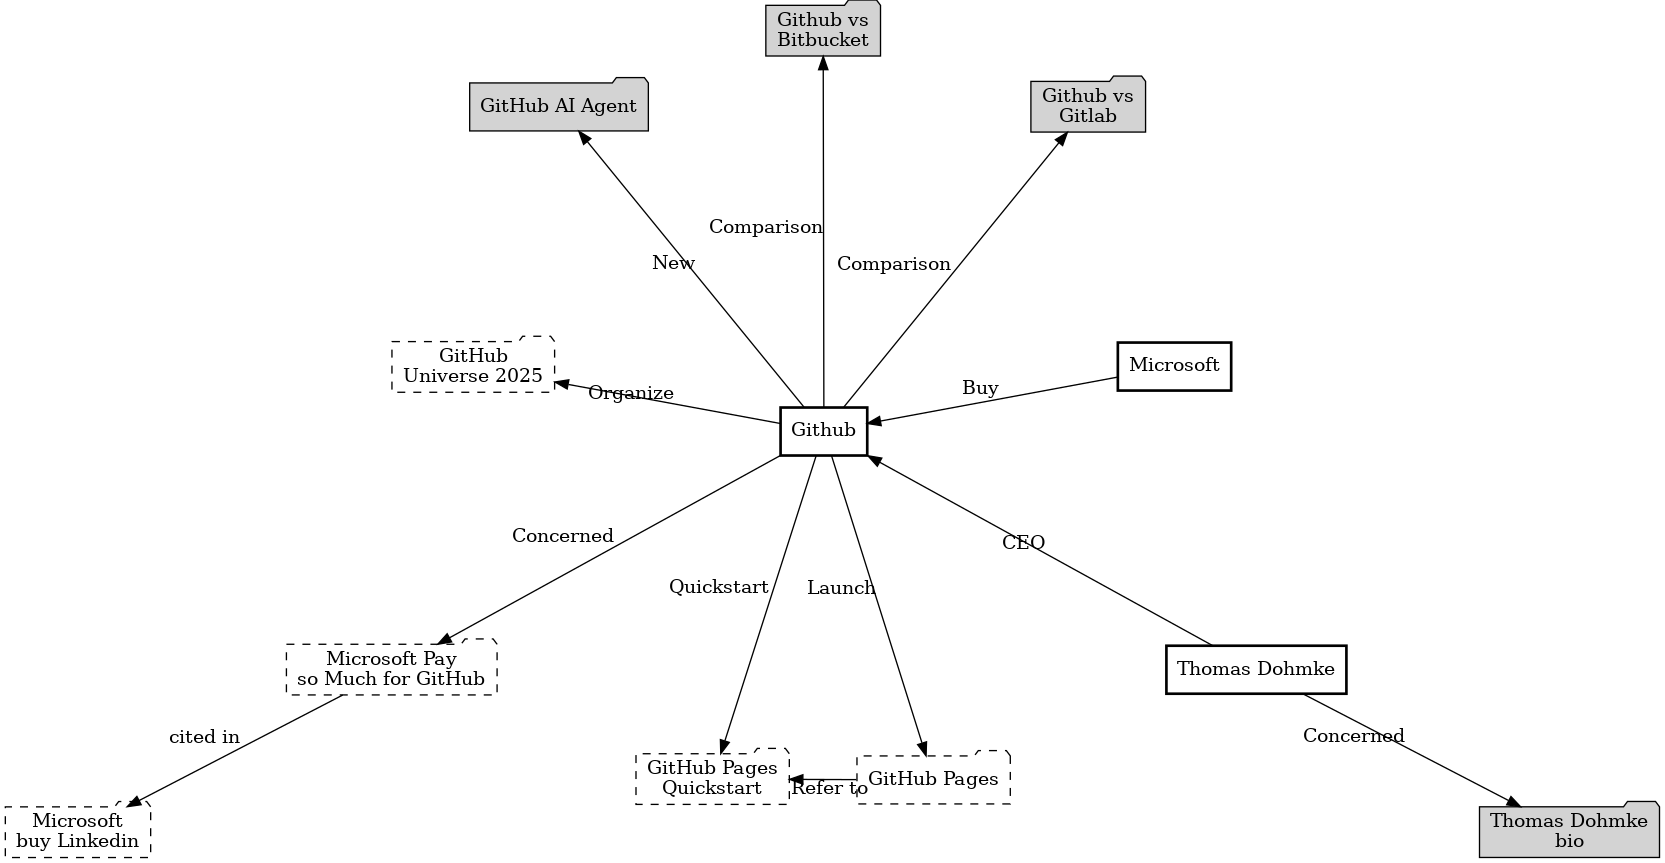 Github vs
Bitbucket
GitHub AI Agent
Github vs
Gitlab
Comparison
New
Comparison
GitHub
Universe 2025
Microsoft
Organize
Buy
Github
Concerned
CEO
Quickstart
Launch
Microsoft Pay
so Much for GitHub
Thomas Dohmke
cited in
Concerned
GitHub Pages
Quickstart
Refer to
GitHub Pages
Microsoft
buy Linkedin
Thomas Dohmke
bio